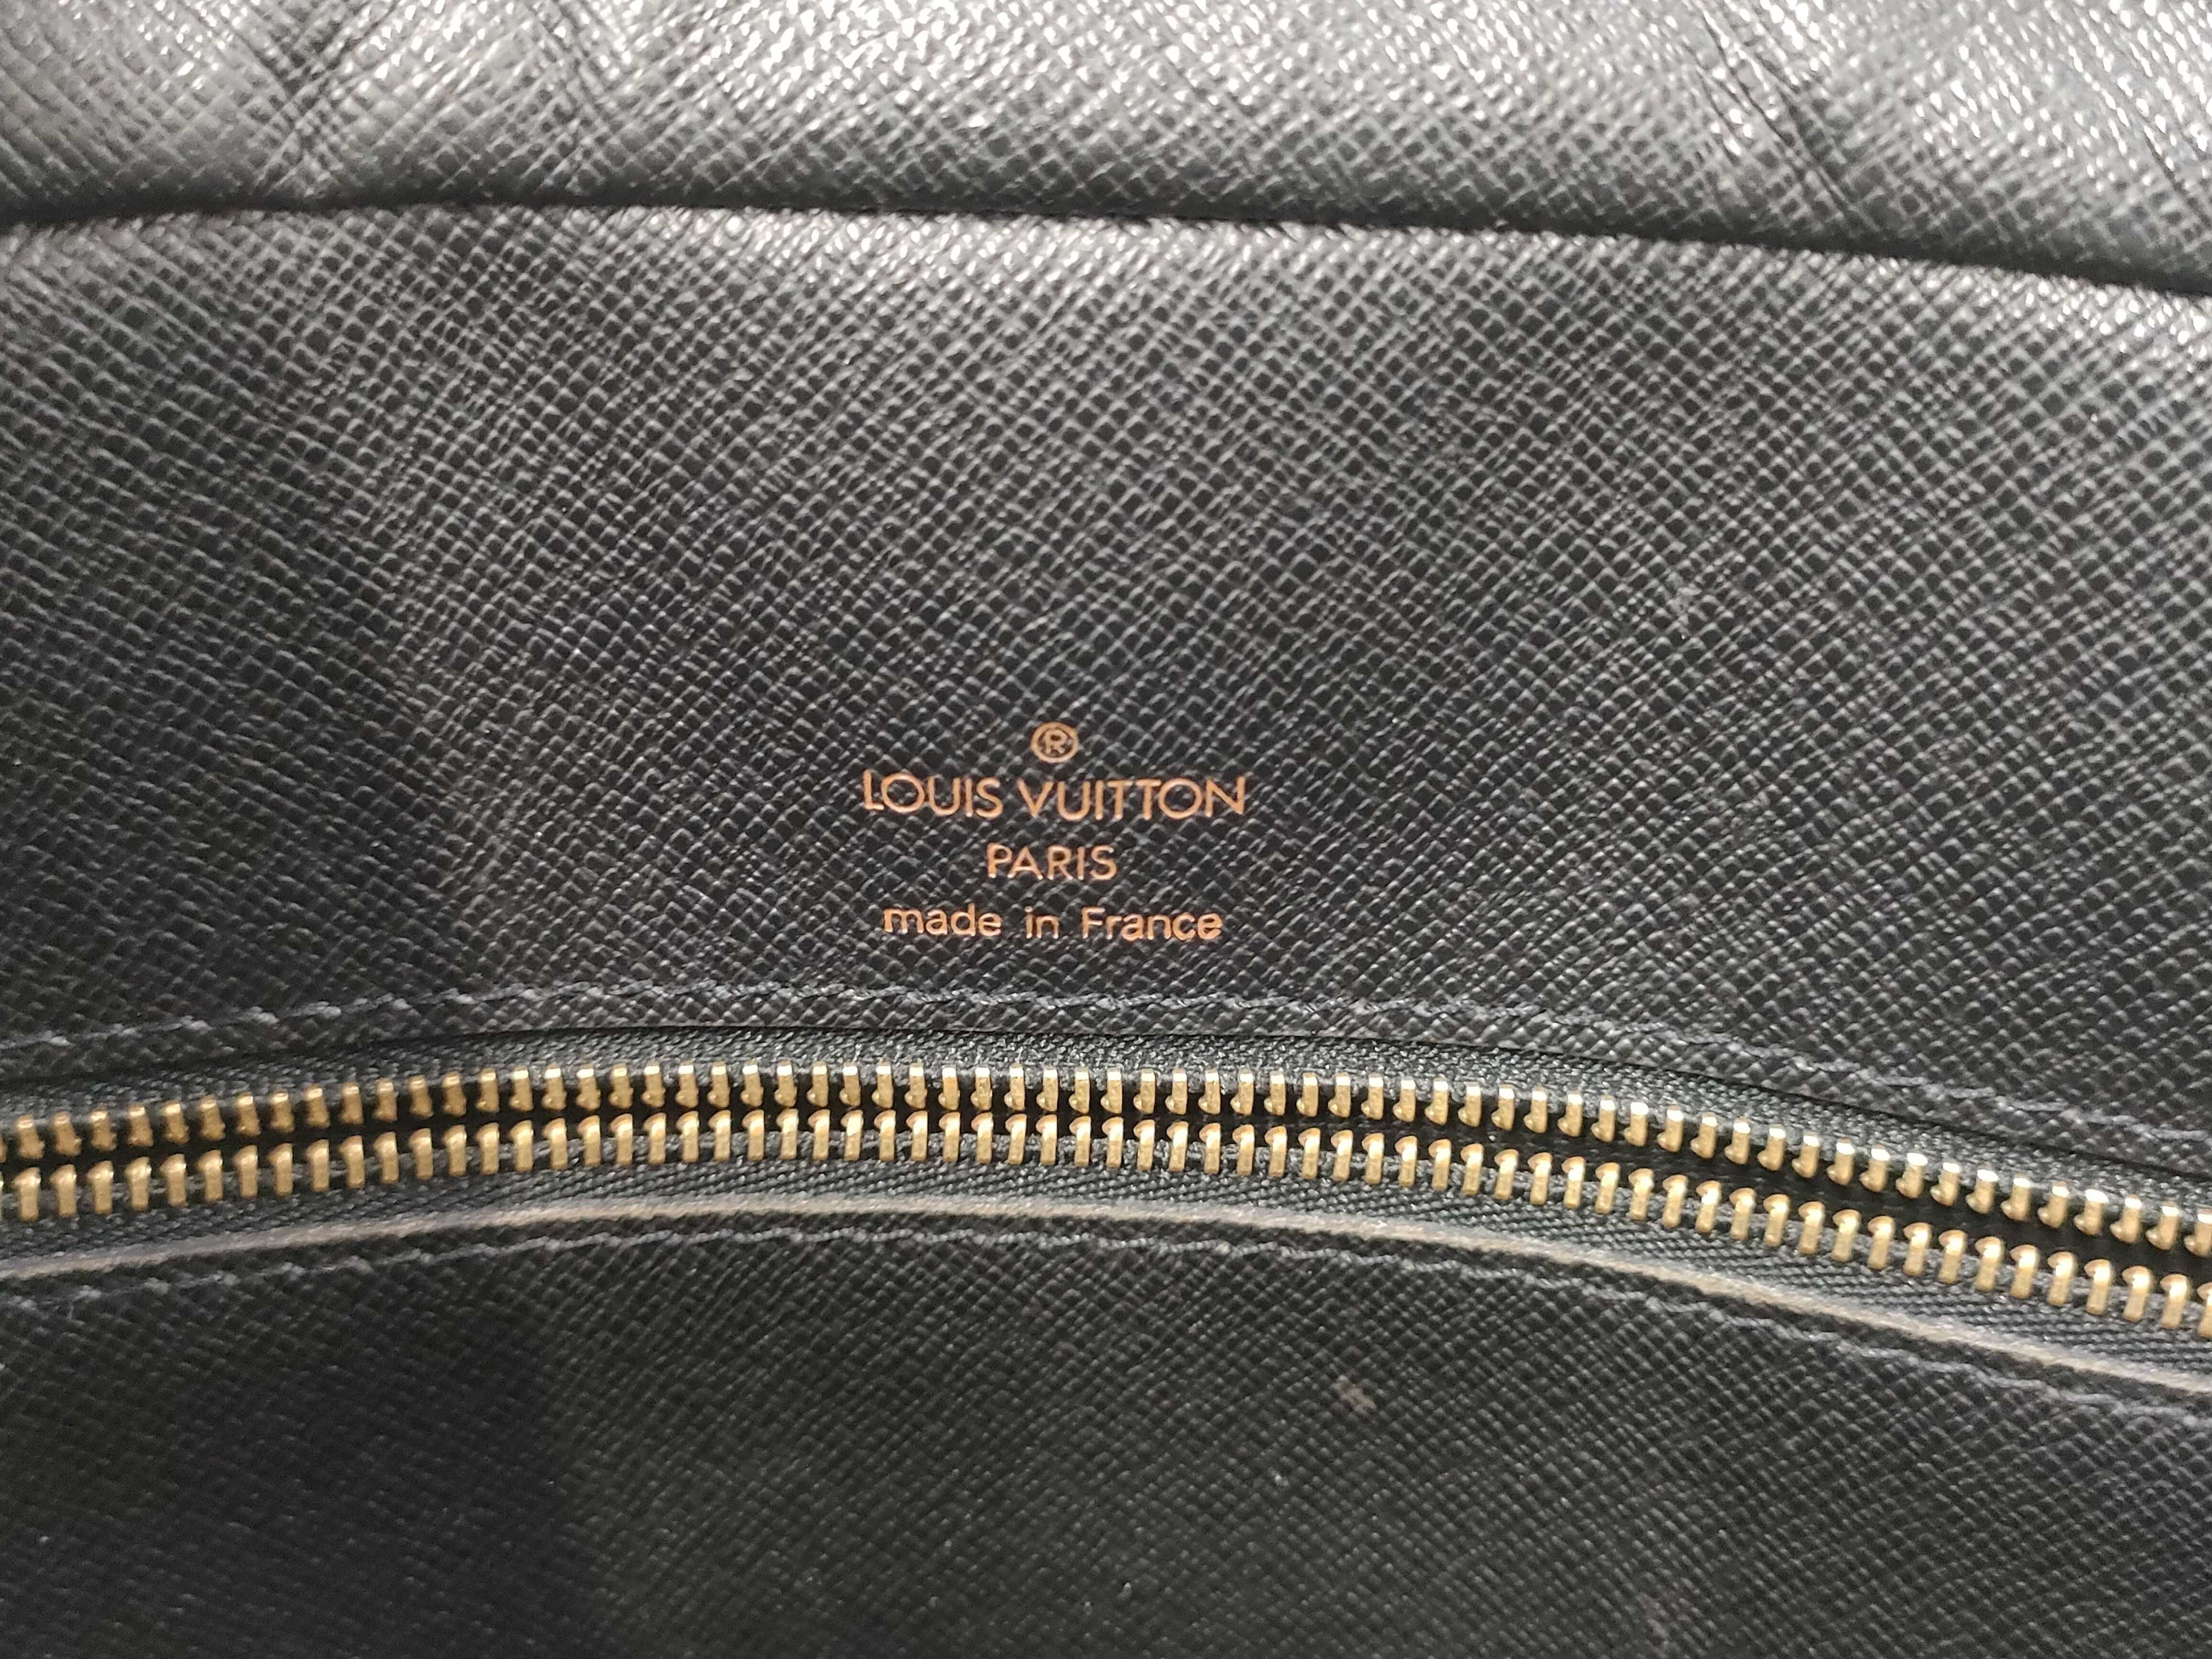 ®
LOUIS VUITTON
PARIS
made in France